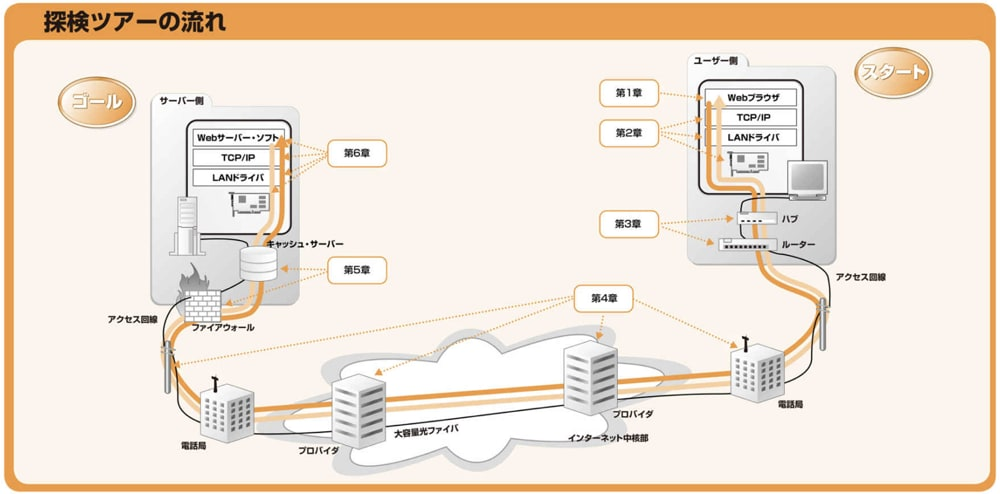 探検ツアーの流れ
スタート
ユーザー側
第1章
Webブラウザ
第2章
TCP/IP
LANドライバ
第3章
ハブ
ルーター
アクセス回線
ゴール
サーバー側
Webサーバー・ソフト
第6章
TCP/IP
LANドライバ
キャッシュ・サーバー
第5章
アクセス回線
ファイアウォール
第4章
電話局
プロバイダ
大容量光ファイバ
インターネット中核部
プロバイダ
電話局